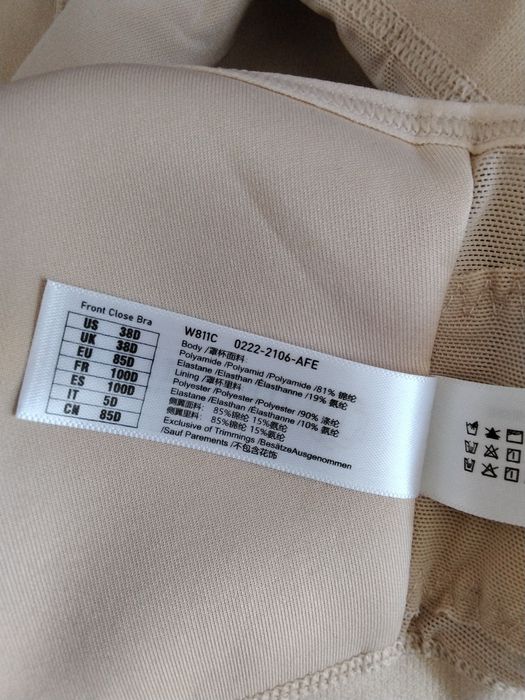 Front Close Bra
US 38D
UK 38D
EU 85D
FR 100D
ES 100D
IT 5D
CN 85D
W811C 0222-2106-AFE
Body /罩杯面料
Polyamide /Polyamid /Polyamide /81% 锦纶
Elastane /Elasthan /Élasthanne /19% 氨纶
Lining /罩杯里料
Polyester /Polyester /Polyester /90% 涤纶
Elastane /Elasthan /Élasthanne /10% 氨纶
侧翼面料: 85%锦纶 15%氨纶
侧翼里料: 85%锦纶 15%氨纶
Exclusive of Trimmings /BesätzeAusgenommen
/Sauf Parements /不包含花饰